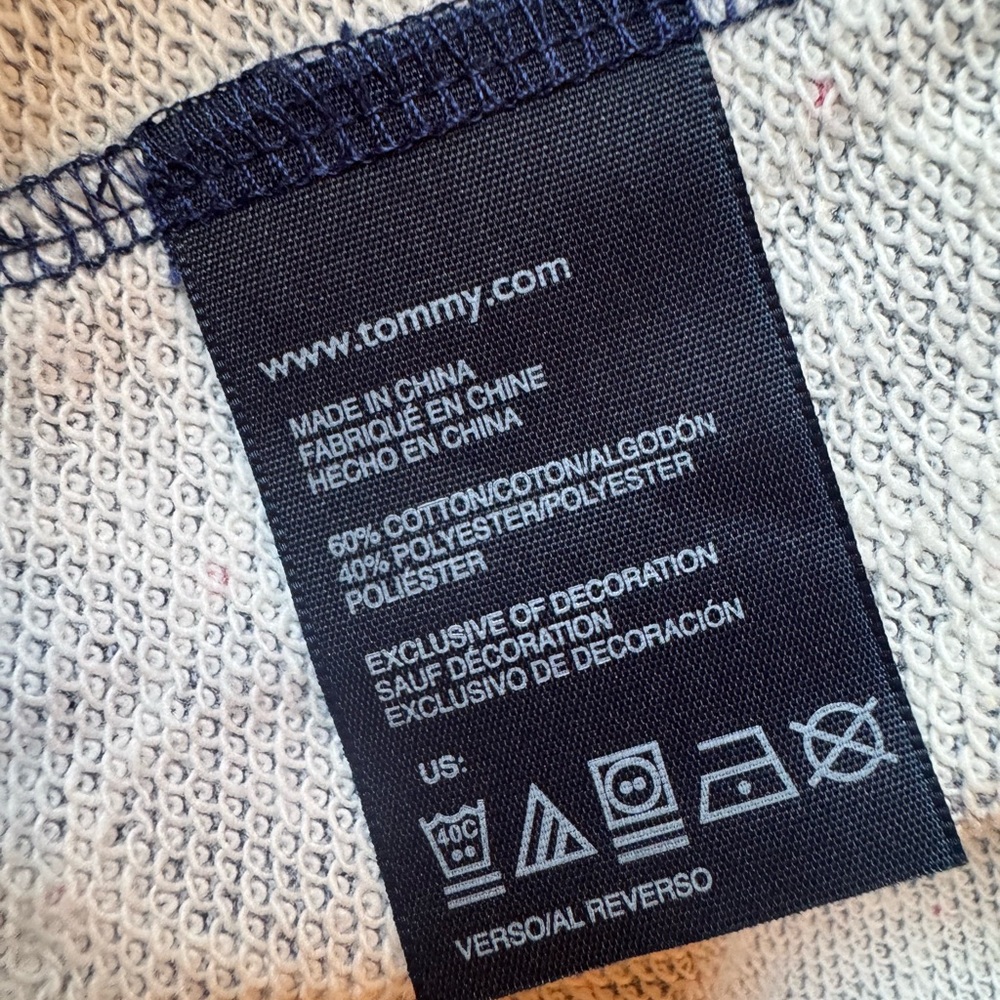 www.tommy.com
MADE IN CHINA
FABRIQUÉ EN CHINE
HECHO EN CHINA
60% COTTON/COTON/ALGODÓN
40% POLYESTER/POLYESTER
POLIÉSTER
EXCLUSIVE OF DECORATION
SAUF DÉCORATION
EXCLUSIVO DE DECORACIÓN
US:
40C
VERSO/AL REVERSO